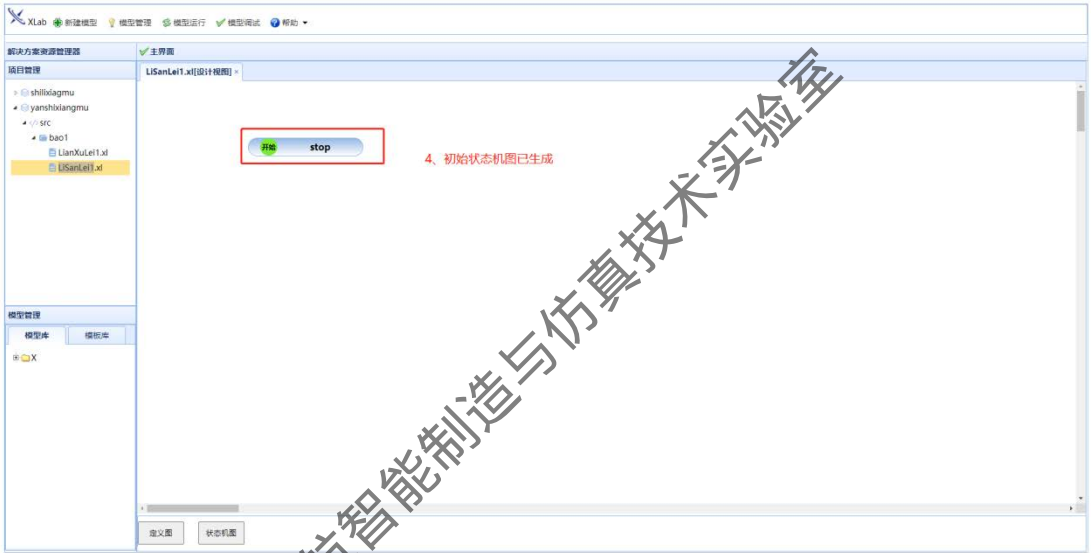 XLab 新建模型 模型管理 模型运行 模型调试 帮助
解决方案资源管理器
主界面
项目管理
LiSanLei1.xl[设计视图]
shilixiagmu
yanshixiangmu
src
bao1
LianXuLei1.xl
LiSanLei1.xl
开始 stop
4、初始状态机图已生成
模型管理
模型库 模板库
X
定义图 状态机图
智能制造与仿真技术实验室